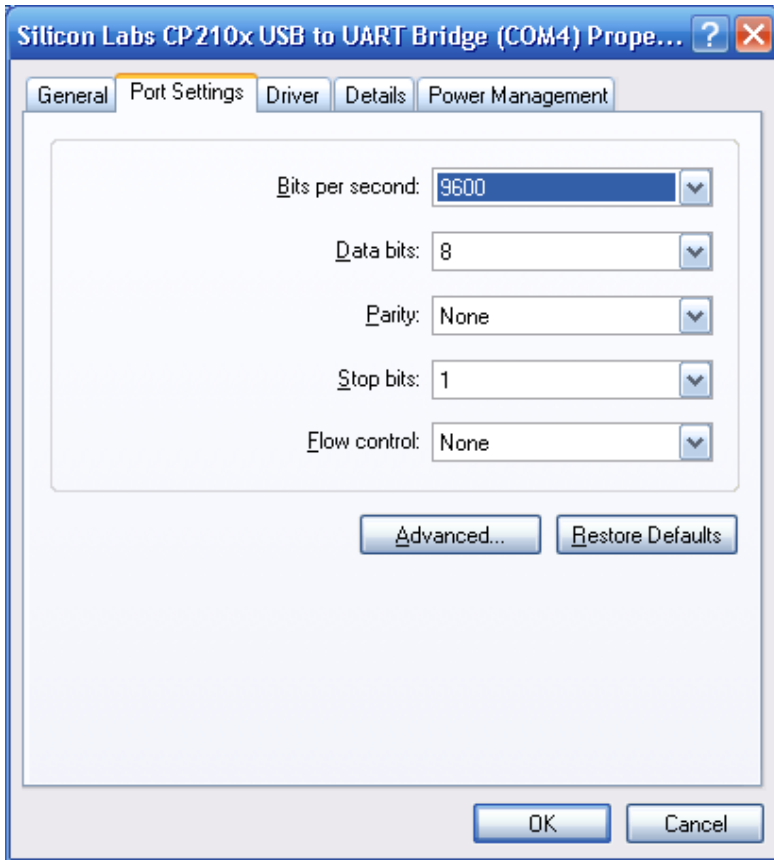 Silicon Labs CP210x USB to UART Bridge (COM4) Prope...
General Port Settings Driver Details Power Management
Bits per second: 9600
Data bits: 8
Parity: None
Stop bits: 1
Flow control: None
Advanced... Restore Defaults
OK Cancel